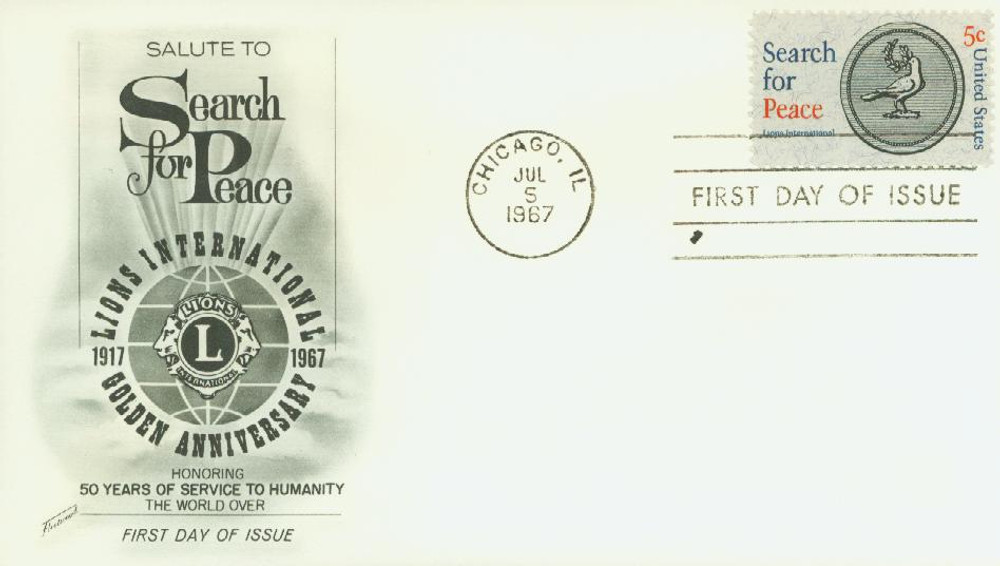 SALUTE TO
Search
for
Peace
LIONS INTERNATIONAL
LIONS
L
INTERNATIONAL
1917
1967
GOLDEN ANNIVERSARY
HONORING
50 YEARS OF SERVICE TO HUMANITY
THE WORLD OVER
Fleetwood
FIRST DAY OF ISSUE
CHICAGO, IL
JUL
5
1967
Search
for
Peace
Lions International
5c
United States
FIRST DAY OF ISSUE